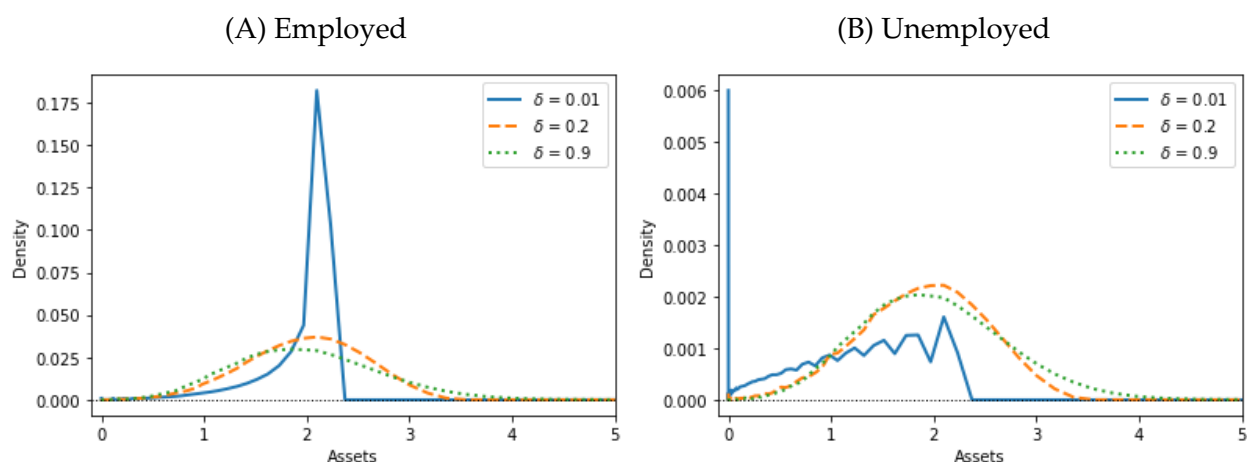 (A) Employed
0.175
0.150
0.125
0.100
0.075
0.050
0.025
0.000
Density
0 1 2 3 4 5
Assets
δ = 0.01
δ = 0.2
δ = 0.9
(B) Unemployed
0.006
0.005
0.004
0.003
0.002
0.001
0.000
Density
0 1 2 3 4 5
Assets
δ = 0.01
δ = 0.2
δ = 0.9